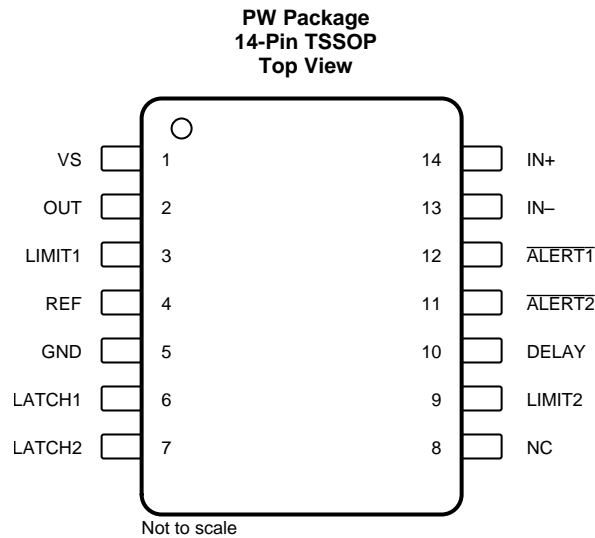 PW Package
14-Pin TSSOP
Top View
VS 1 14 IN+
OUT 2 13 IN–
LIMIT1 3 12 ALERT1
REF 4 11 ALERT2
GND 5 10 DELAY
LATCH1 6 9 LIMIT2
LATCH2 7 8 NC
Not to scale